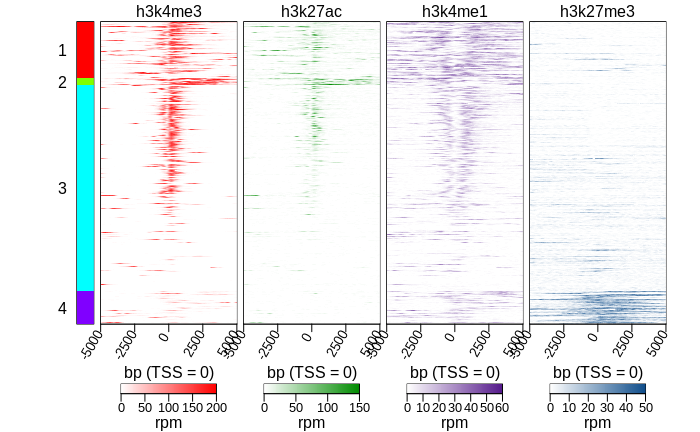 h3k4me3 h3k27ac h3k4me1 h3k27me3
1
2
3
4
-5000 -2500 0 2500 5000 -5000 -2500 0 2500 5000 -5000 -2500 0 2500 5000 -5000 -2500 0 2500 5000
bp (TSS = 0) bp (TSS = 0) bp (TSS = 0) bp (TSS = 0)
0 50 100 150 200 0 50 100 150 0 10 20 30 40 50 60 0 10 20 30 40 50
rpm rpm rpm rpm